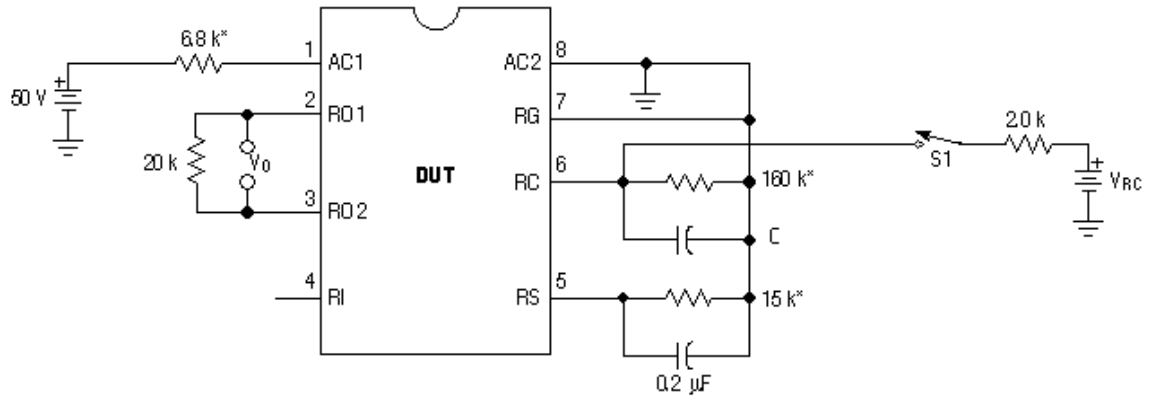 6.8 k*
50 V
+
1
AC1
2
RO1
20 k
VO
3
RO2
4
RI
DUT
AC2
8
RG
7
RC
6
RS
5
160 k*
C
15 k*
0.2 µF
S1
2.0 k
+
VRC